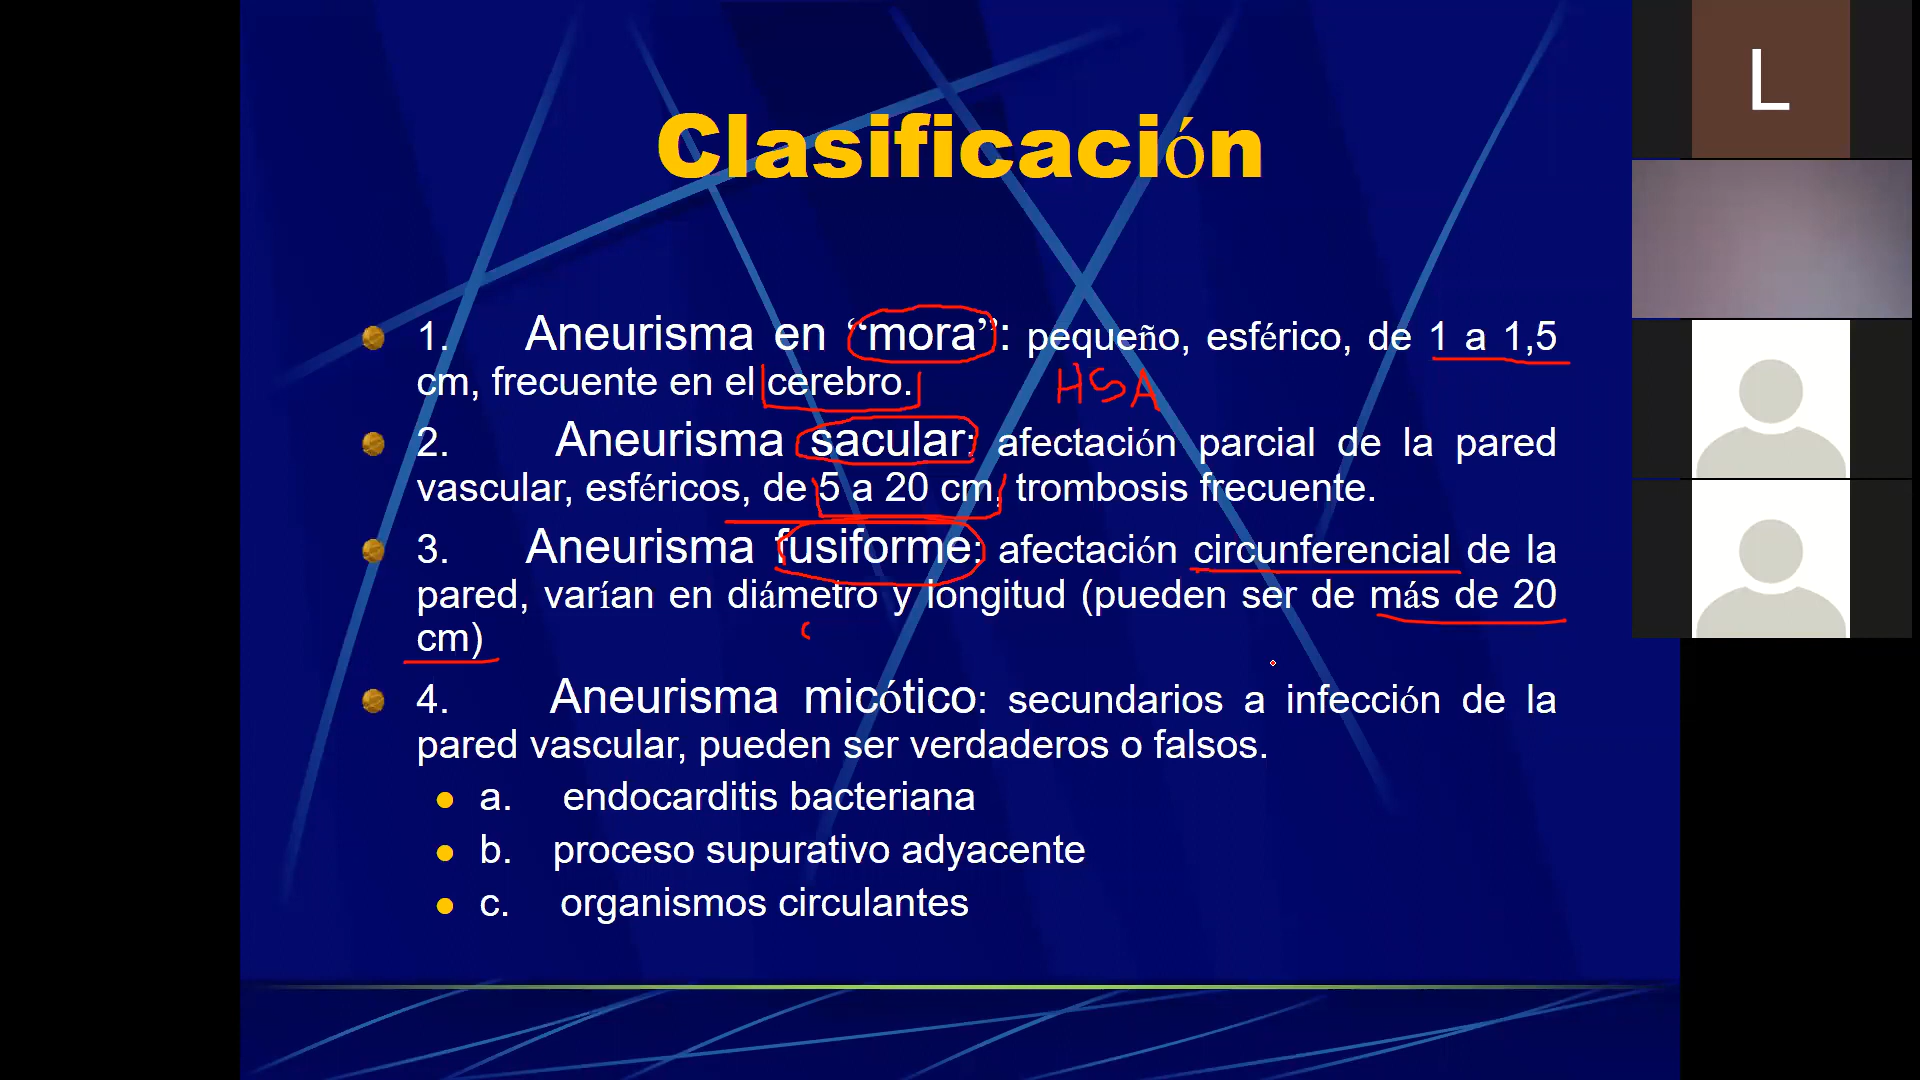 L
Clasificación
1. Aneurisma en “mora”: pequeño, esférico, de 1 a 1,5
cm, frecuente en el cerebro.
HSA
2. Aneurisma sacular: afectación parcial de la pared
vascular, esféricos, de 5 a 20 cm, trombosis frecuente.
3. Aneurisma fusiforme: afectación circunferencial de la
pared, varían en diámetro y longitud (pueden ser de más de 20
cm)
4. Aneurisma micótico: secundarios a infección de la
pared vascular, pueden ser verdaderos o falsos.
a. endocarditis bacteriana
b. proceso supurativo adyacente
c. organismos circulantes